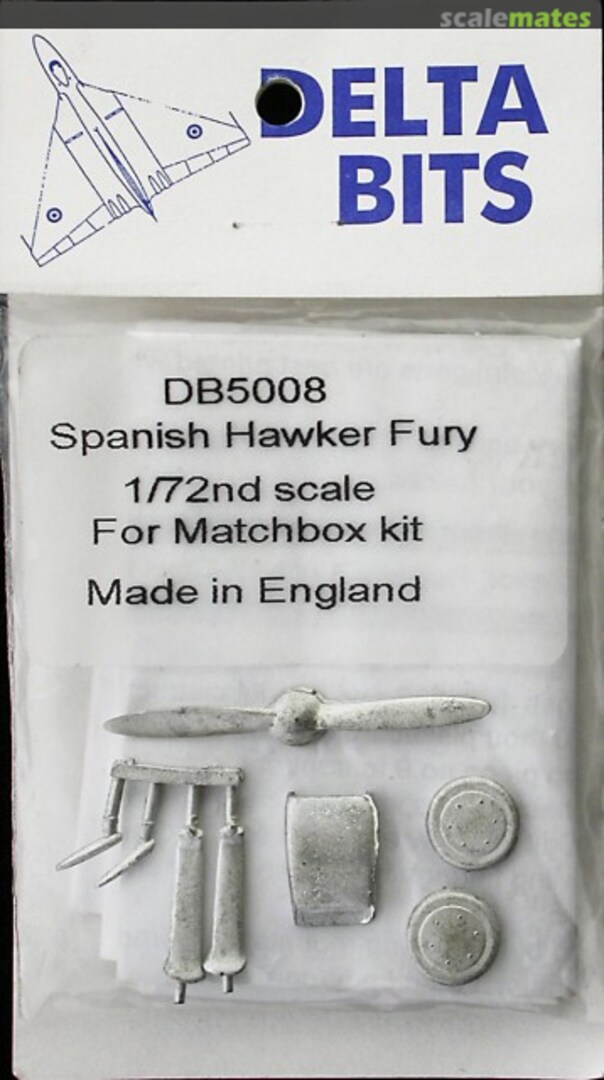 scalemates
DELTA
BITS
DB5008
Spanish Hawker Fury
1/72nd scale
For Matchbox kit
Made in England